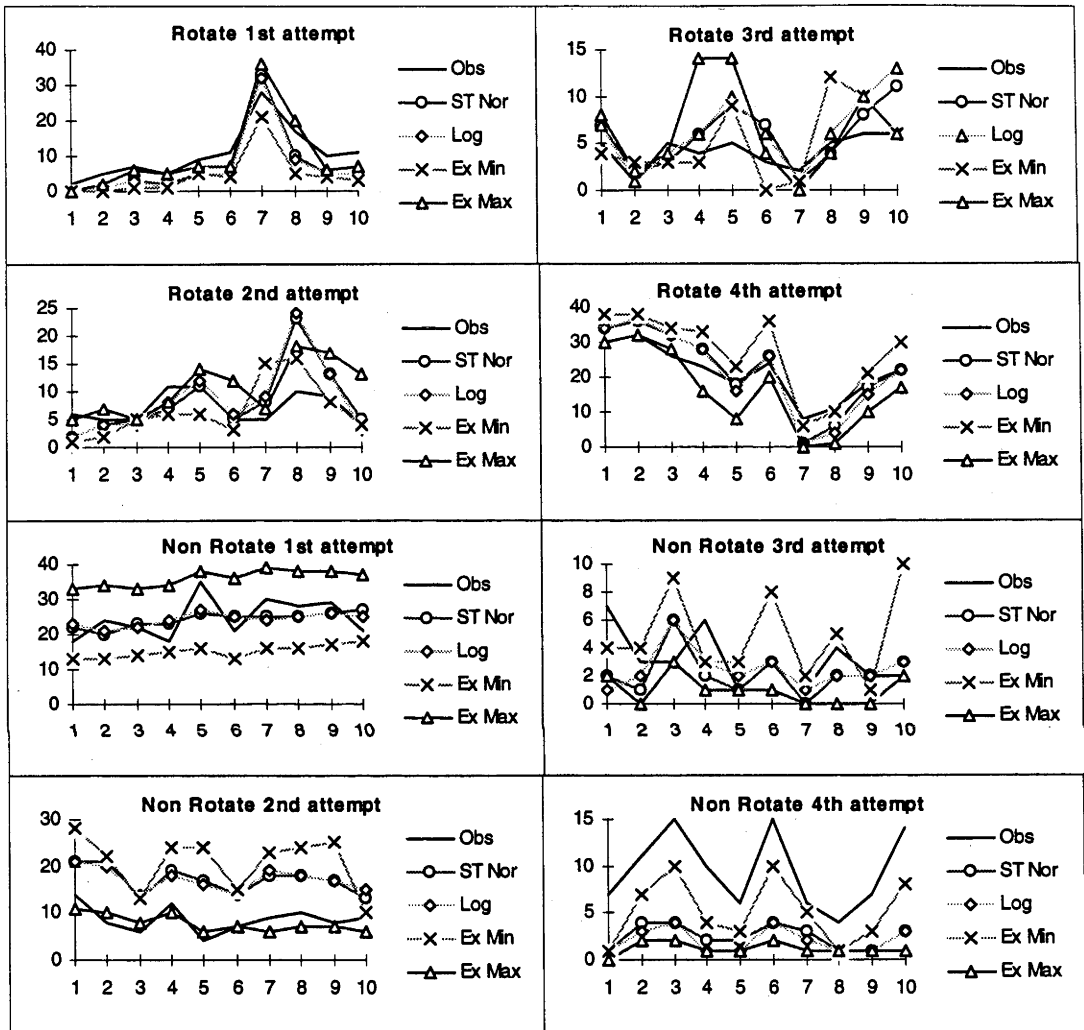 Rotate 1st attempt
40
30
20
10
0
1 2 3 4 5 6 7 8 9 10
Obs
ST Nor
Log
Ex Min
Ex Max
Rotate 3rd attempt
15
10
5
0
1 2 3 4 5 6 7 8 9 10
Obs
ST Nor
Log
Ex Min
Ex Max
Rotate 2nd attempt
25
20
15
10
5
0
1 2 3 4 5 6 7 8 9 10
Obs
ST Nor
Log
Ex Min
Ex Max
Rotate 4th attempt
40
30
20
10
0
1 2 3 4 5 6 7 8 9 10
Obs
ST Nor
Log
Ex Min
Ex Max
Non Rotate 1st attempt
40
30
20
10
0
1 2 3 4 5 6 7 8 9 10
Obs
ST Nor
Log
Ex Min
Ex Max
Non Rotate 3rd attempt
10
8
6
4
2
0
1 2 3 4 5 6 7 8 9 10
Obs
ST Nor
Log
Ex Min
Ex Max
Non Rotate 2nd attempt
30
20
10
0
1 2 3 4 5 6 7 8 9 10
Obs
ST Nor
Log
Ex Min
Ex Max
Non Rotate 4th attempt
15
10
5
0
1 2 3 4 5 6 7 8 9 10
Obs
ST Nor
Log
Ex Min
Ex Max